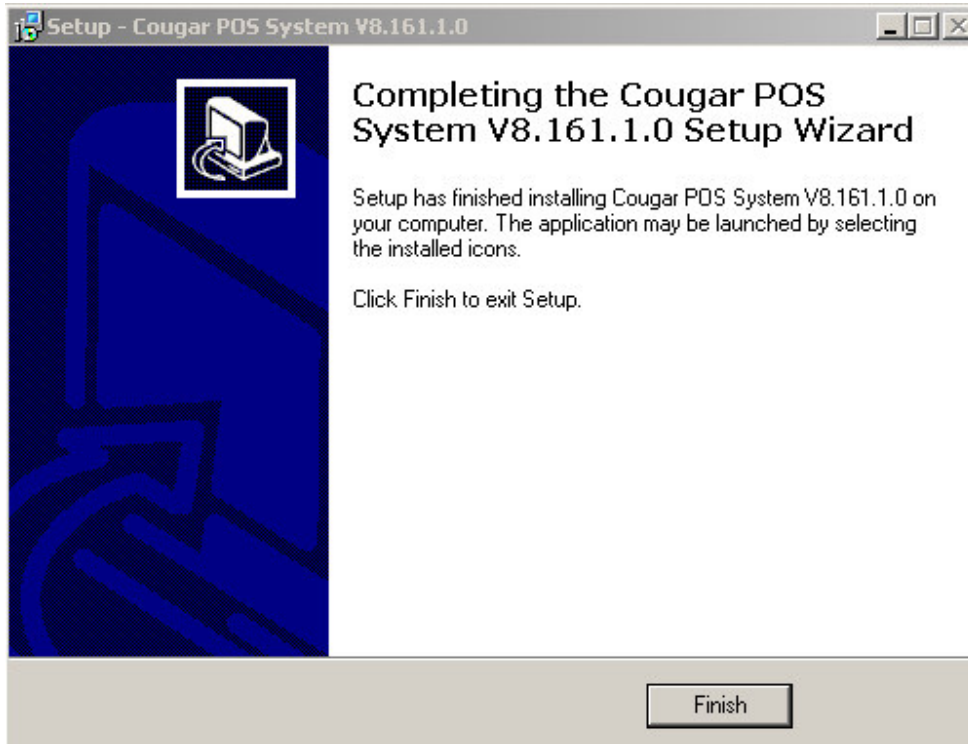 Setup - Cougar POS System V8.161.1.0
Completing the Cougar POS
System V8.161.1.0 Setup Wizard
Setup has finished installing Cougar POS System V8.161.1.0 on
your computer. The application may be launched by selecting
the installed icons.
Click Finish to exit Setup.
Finish